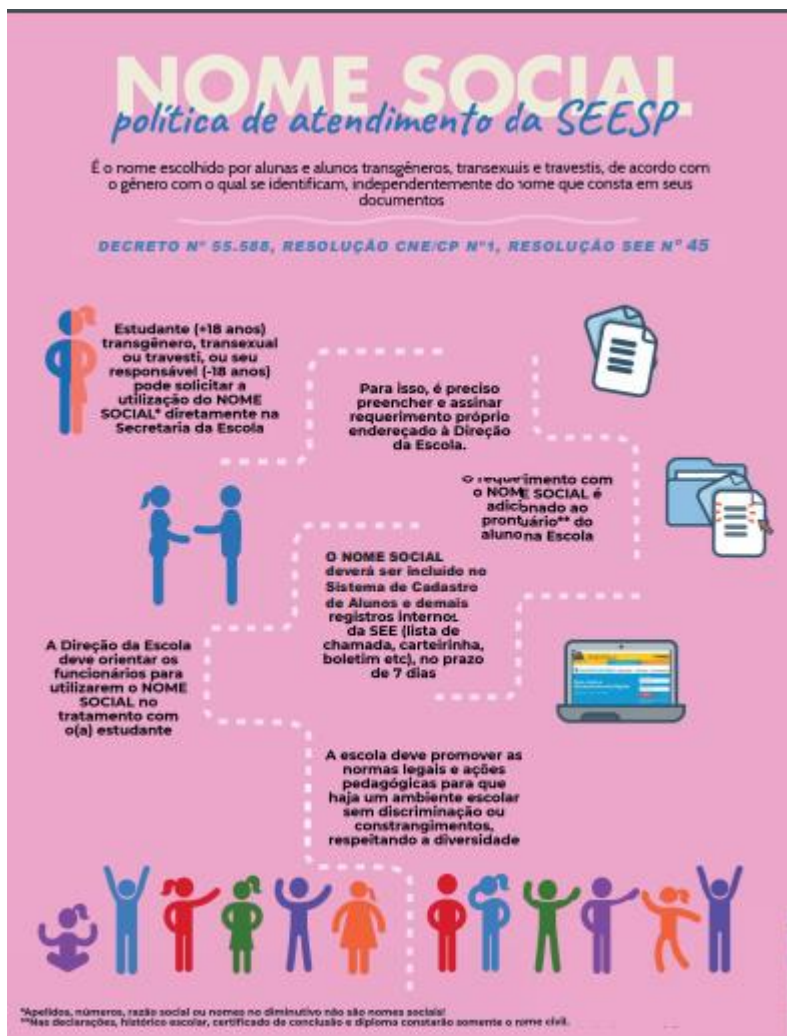 NOME SOCIAL
política de atendimento da SEESP
É o nome escolhido por alunas e alunos transgêneros, transexuais e travestis, de acordo com
o gênero com o qual se identificam, independentemente do nome que consta em seus
documentos
DECRETO Nº 55.588, RESOLUÇÃO CNE/CP Nº1, RESOLUÇÃO SEE Nº 45
Estudante (+18 anos)
transgênero, transexual
ou travesti, ou seu
responsável (-18 anos)
pode solicitar a
utilização do NOME
SOCIAL* diretamente na
Secretaria da Escola
Para isso, é preciso
preencher e assinar
requerimento próprio
endereçado à Direção
da Escola.
O requerimento com
o NOME SOCIAL é
adicionado ao
prontuário** do
aluno na Escola
O NOME SOCIAL
deverá ser incluído no
Sistema de Cadastro
de Alunos e demais
registros internos
da SEE (lista de
chamada, carteirinha,
boletim etc), no prazo
de 7 dias
A Direção da Escola
deve orientar os
funcionários para
utilizarem o NOME
SOCIAL no
tratamento com
o(a) estudante
A escola deve promover as
normas legais e ações
pedagógicas para que
haja um ambiente escolar
sem discriminação ou
constrangimentos,
respeitando a diversidade
*Apelidos, números, razão social ou nomes no diminutivo não são nomes sociais!
**Nas declarações, histórico escolar, certificado de conclusão e diploma constarão somente o nome civil.